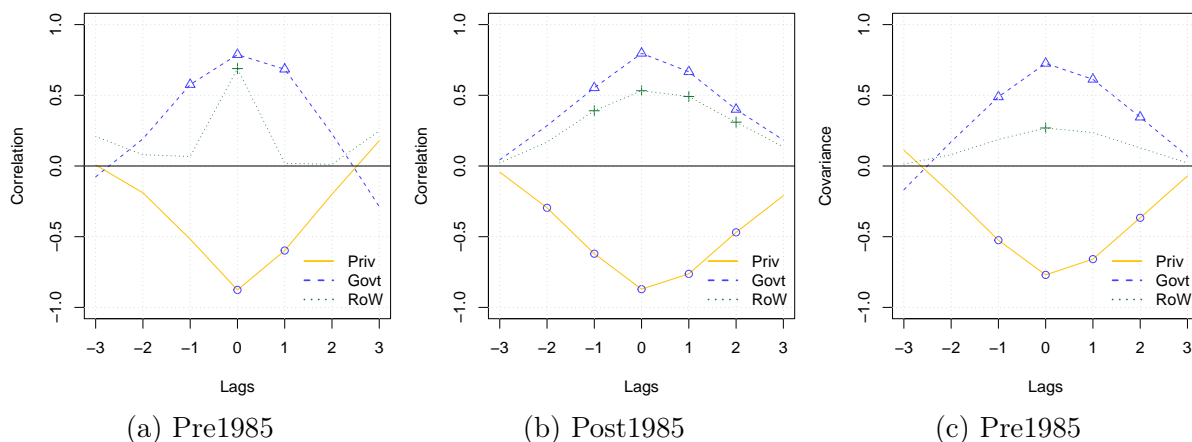 1.0
0.5
0.0
−0.5
−1.0
Correlation
−3 −2 −1 0 1 2 3
Lags
Priv
Govt
RoW
(a) Pre1985
1.0
0.5
0.0
−0.5
−1.0
Correlation
−3 −2 −1 0 1 2 3
Lags
Priv
Govt
RoW
(b) Post1985
1.0
0.5
0.0
−0.5
−1.0
Covariance
−3 −2 −1 0 1 2 3
Lags
Priv
Govt
RoW
(c) Pre1985